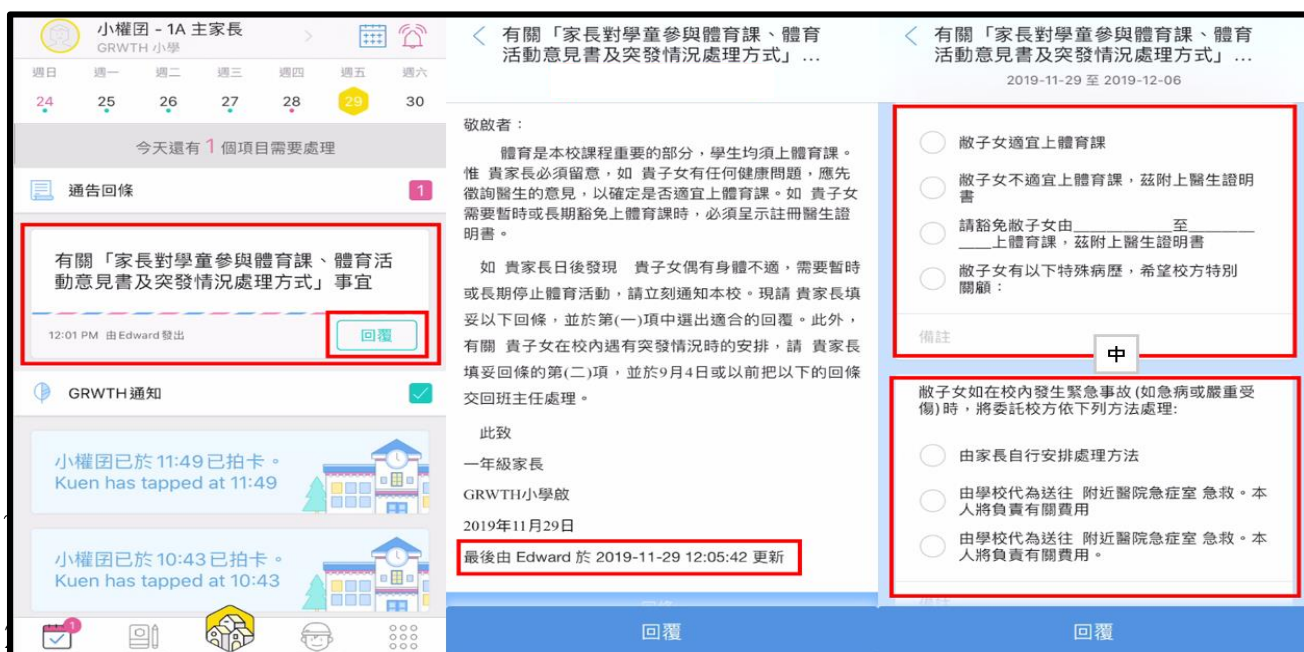 小權囝 - 1A 主家長
GRWTH 小學
週日 週一 週二 週三 週四 週五 週六
24 25 26 27 28 29 30
今天還有 1 個項目需要處理
通告回條 1
有關「家長對學童參與體育課、體育活
動意見書及突發情況處理方式」事宜
12:01 PM 由 Edward 發出
回覆
GRWTH 通知
小權囝已於 11:49 已拍卡。
Kuen has tapped at 11:49
小權囝已於 10:43 已拍卡。
Kuen has tapped at 10:43
1
有關「家長對學童參與體育課、體育
活動意見書及突發情況處理方式」...
敬啟者：
體育是本校課程重要的部分，學生均須上體育課。
惟 貴家長必須留意，如 貴子女有任何健康問題，應先
徵詢醫生的意見，以確定是否適宜上體育課。如 貴子女
需要暫時或長期豁免上體育課時，必須呈示註冊醫生證
明書。
如 貴家長日後發現 貴子女偶有身體不適，需要暫時
或長期停止體育活動，請立刻通知本校。現請 貴家長填
妥以下回條，並於第(一)項中選出適合的回覆。此外，
有關 貴子女在校內遇有突發情況時的安排，請 貴家長
填妥回條的第(二)項，並於9月4日或以前把以下的回條
交回班主任處理。
此致
一年級家長
GRWTH小學啟
2019年11月29日
最後由 Edward 於 2019-11-29 12:05:42 更新
回覆
有關「家長對學童參與體育課、體育
活動意見書及突發情況處理方式」...
2019-11-29 至 2019-12-06
敝子女適宜上體育課
敝子女不適宜上體育課，茲附上醫生證明
書
請豁免敝子女由__________至________
____上體育課，茲附上醫生證明書
敝子女有以下特殊病歷，希望校方特別
關顧：
備註
中
敝子女如在校內發生緊急事故 (如急病或嚴重受
傷) 時，將委託校方依下列方法處理:
由家長自行安排處理方法
由學校代為送往 附近醫院急症室 急救。本
人將負責有關費用
由學校代為送往 附近醫院急症室 急救。本
人將負責有關費用。
回覆